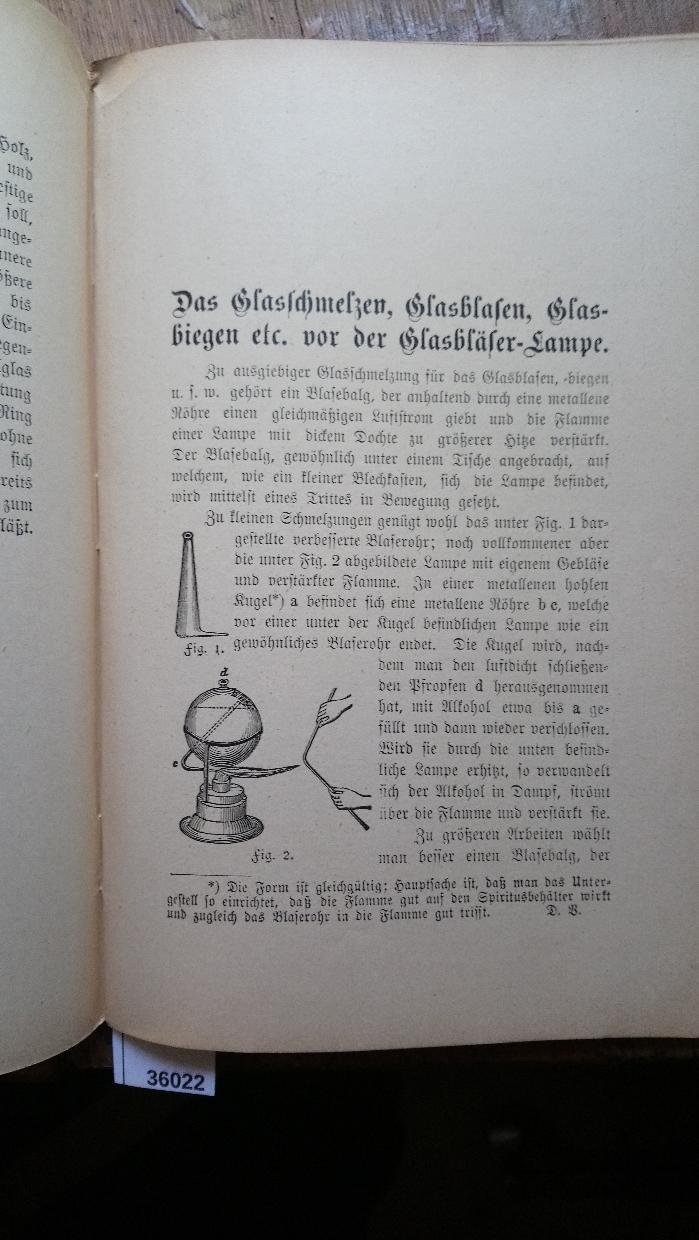 Holz,
und
soll,
bis
Ein-
ohne
sich
zum
läßt.
Das Glasschmelzen, Glasblasen, Glas-
biegen etc. vor der Glasbläser-Lampe.
Zu ausgiebiger Glasschmelzung für das Glasblasen, -biegen
u. s. w. gehört ein Blasebalg, der anhaltend durch eine metallene
Röhre einen gleichmäßigen Luftstrom giebt und die Flamme
einer Lampe mit dickem Dochte zu größerer Hitze verstärkt.
Der Blasebalg, gewöhnlich unter einem Tische angebracht, auf
welchem, wie ein kleiner Blechkasten, sich die Lampe befindet,
wird mittelst eines Trittes in Bewegung gesetzt.
Zu kleinen Schmelzungen genügt wohl das unter Fig. 1 dar-
gestellte verbesserte Blaserohr; noch vollkommener aber
die unter Fig. 2 abgebildete Lampe mit eigenem Gebläse
und verstärkter Flamme. In einer metallenen hohlen
Kugel*) a befindet sich eine metallene Röhre b c, welche
vor einer unter der Kugel befindlichen Lampe wie ein
gewöhnliches Blaserohr endet. Die Kugel wird, nach-
Fig. 1.
dem man den luftdicht schließen-
den Pfropfen d herausgenommen
hat, mit Alkohol etwa bis a ge-
füllt und dann wieder verschlossen.
Wird sie durch die unten befind-
liche Lampe erhitzt, so verwandelt
sich der Alkohol in Dampf, strömt
über die Flamme und verstärkt sie.
Zu größeren Arbeiten wählt
man besser einen Blasebalg, der
d
c
Fig. 2.
*) Die Form ist gleichgültig; Hauptsache ist, daß man das Unter-
gestell so einrichtet, daß die Flamme gut auf den Spiritusbehälter wirkt
und zugleich das Blaserohr in die Flamme gut trifft. D. V.
36022